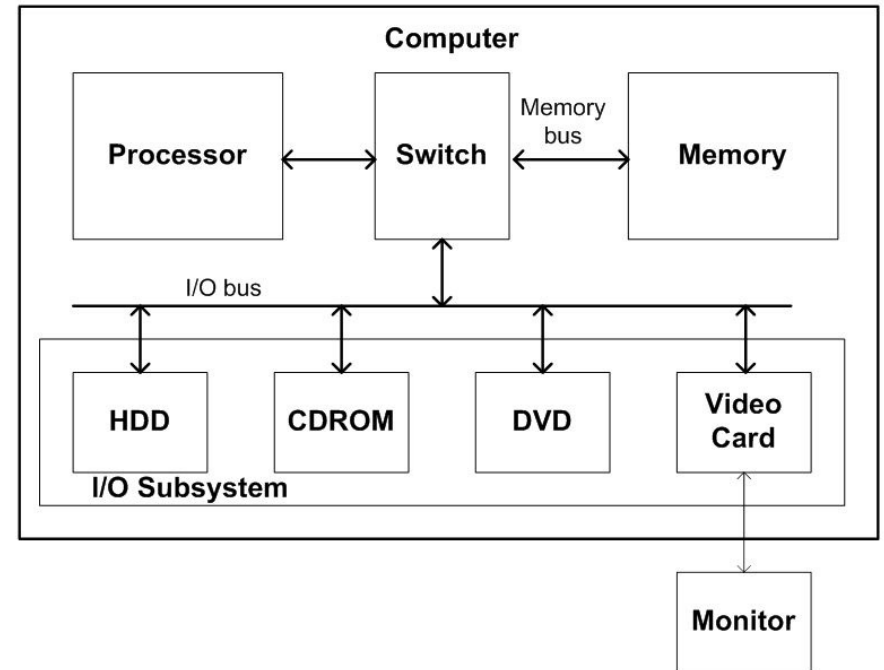 Computer
Processor
Switch
Memory
bus
Memory
I/O bus
HDD
CDROM
DVD
Video
Card
I/O Subsystem
Monitor